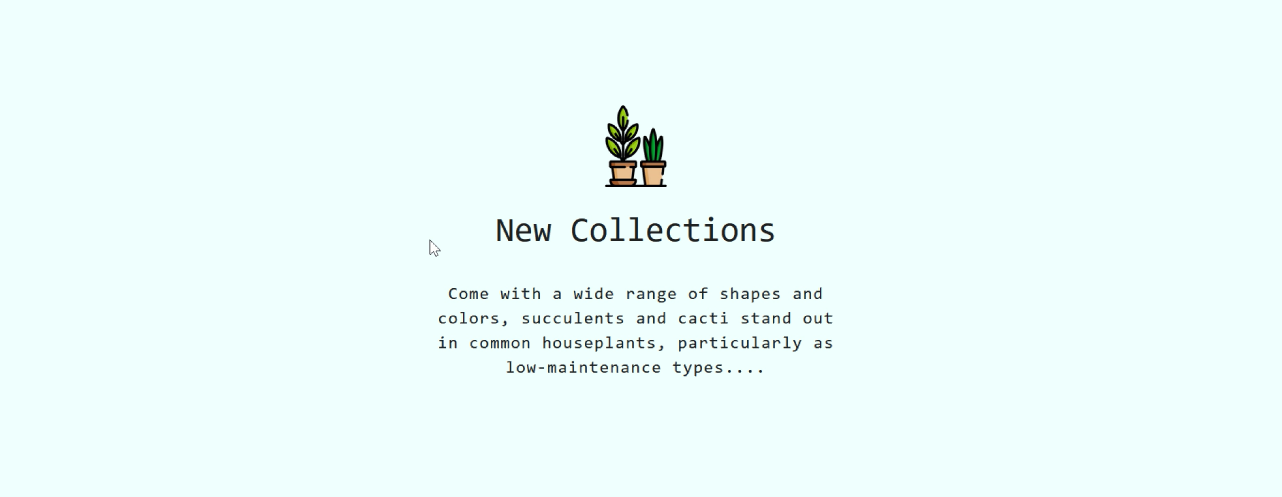 New Collections
Come with a wide range of shapes and
colors, succulents and cacti stand out
in common houseplants, particularly as
low-maintenance types....